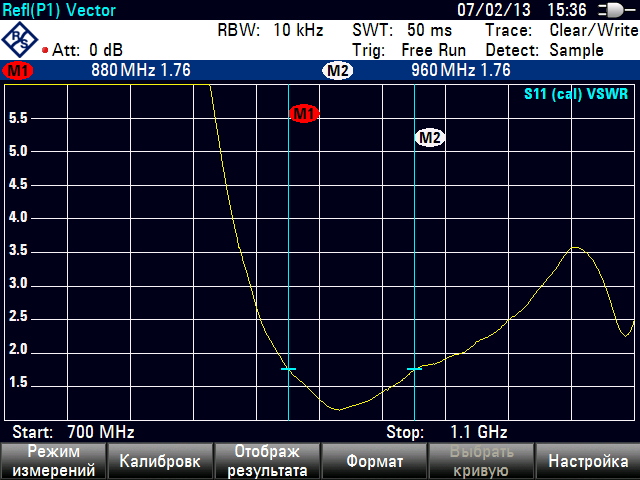 Refl(P1) Vector 07/02/13 15:36
RBW: 10 kHz SWT: 50 ms Trace: Clear/Write
R&S Att: 0 dB Trig: Free Run Detect: Sample
M1 880 MHz 1.76 M2 960 MHz 1.76
S11 (cal) VSWR
M1
5.5
M2
5.0
4.5
4.0
3.5
3.0
2.5
2.0
1.5
Start: 700 MHz Stop: 1.1 GHz
Режим измерений Калибровк Отображ результата Формат Выбрать кривую Настройка